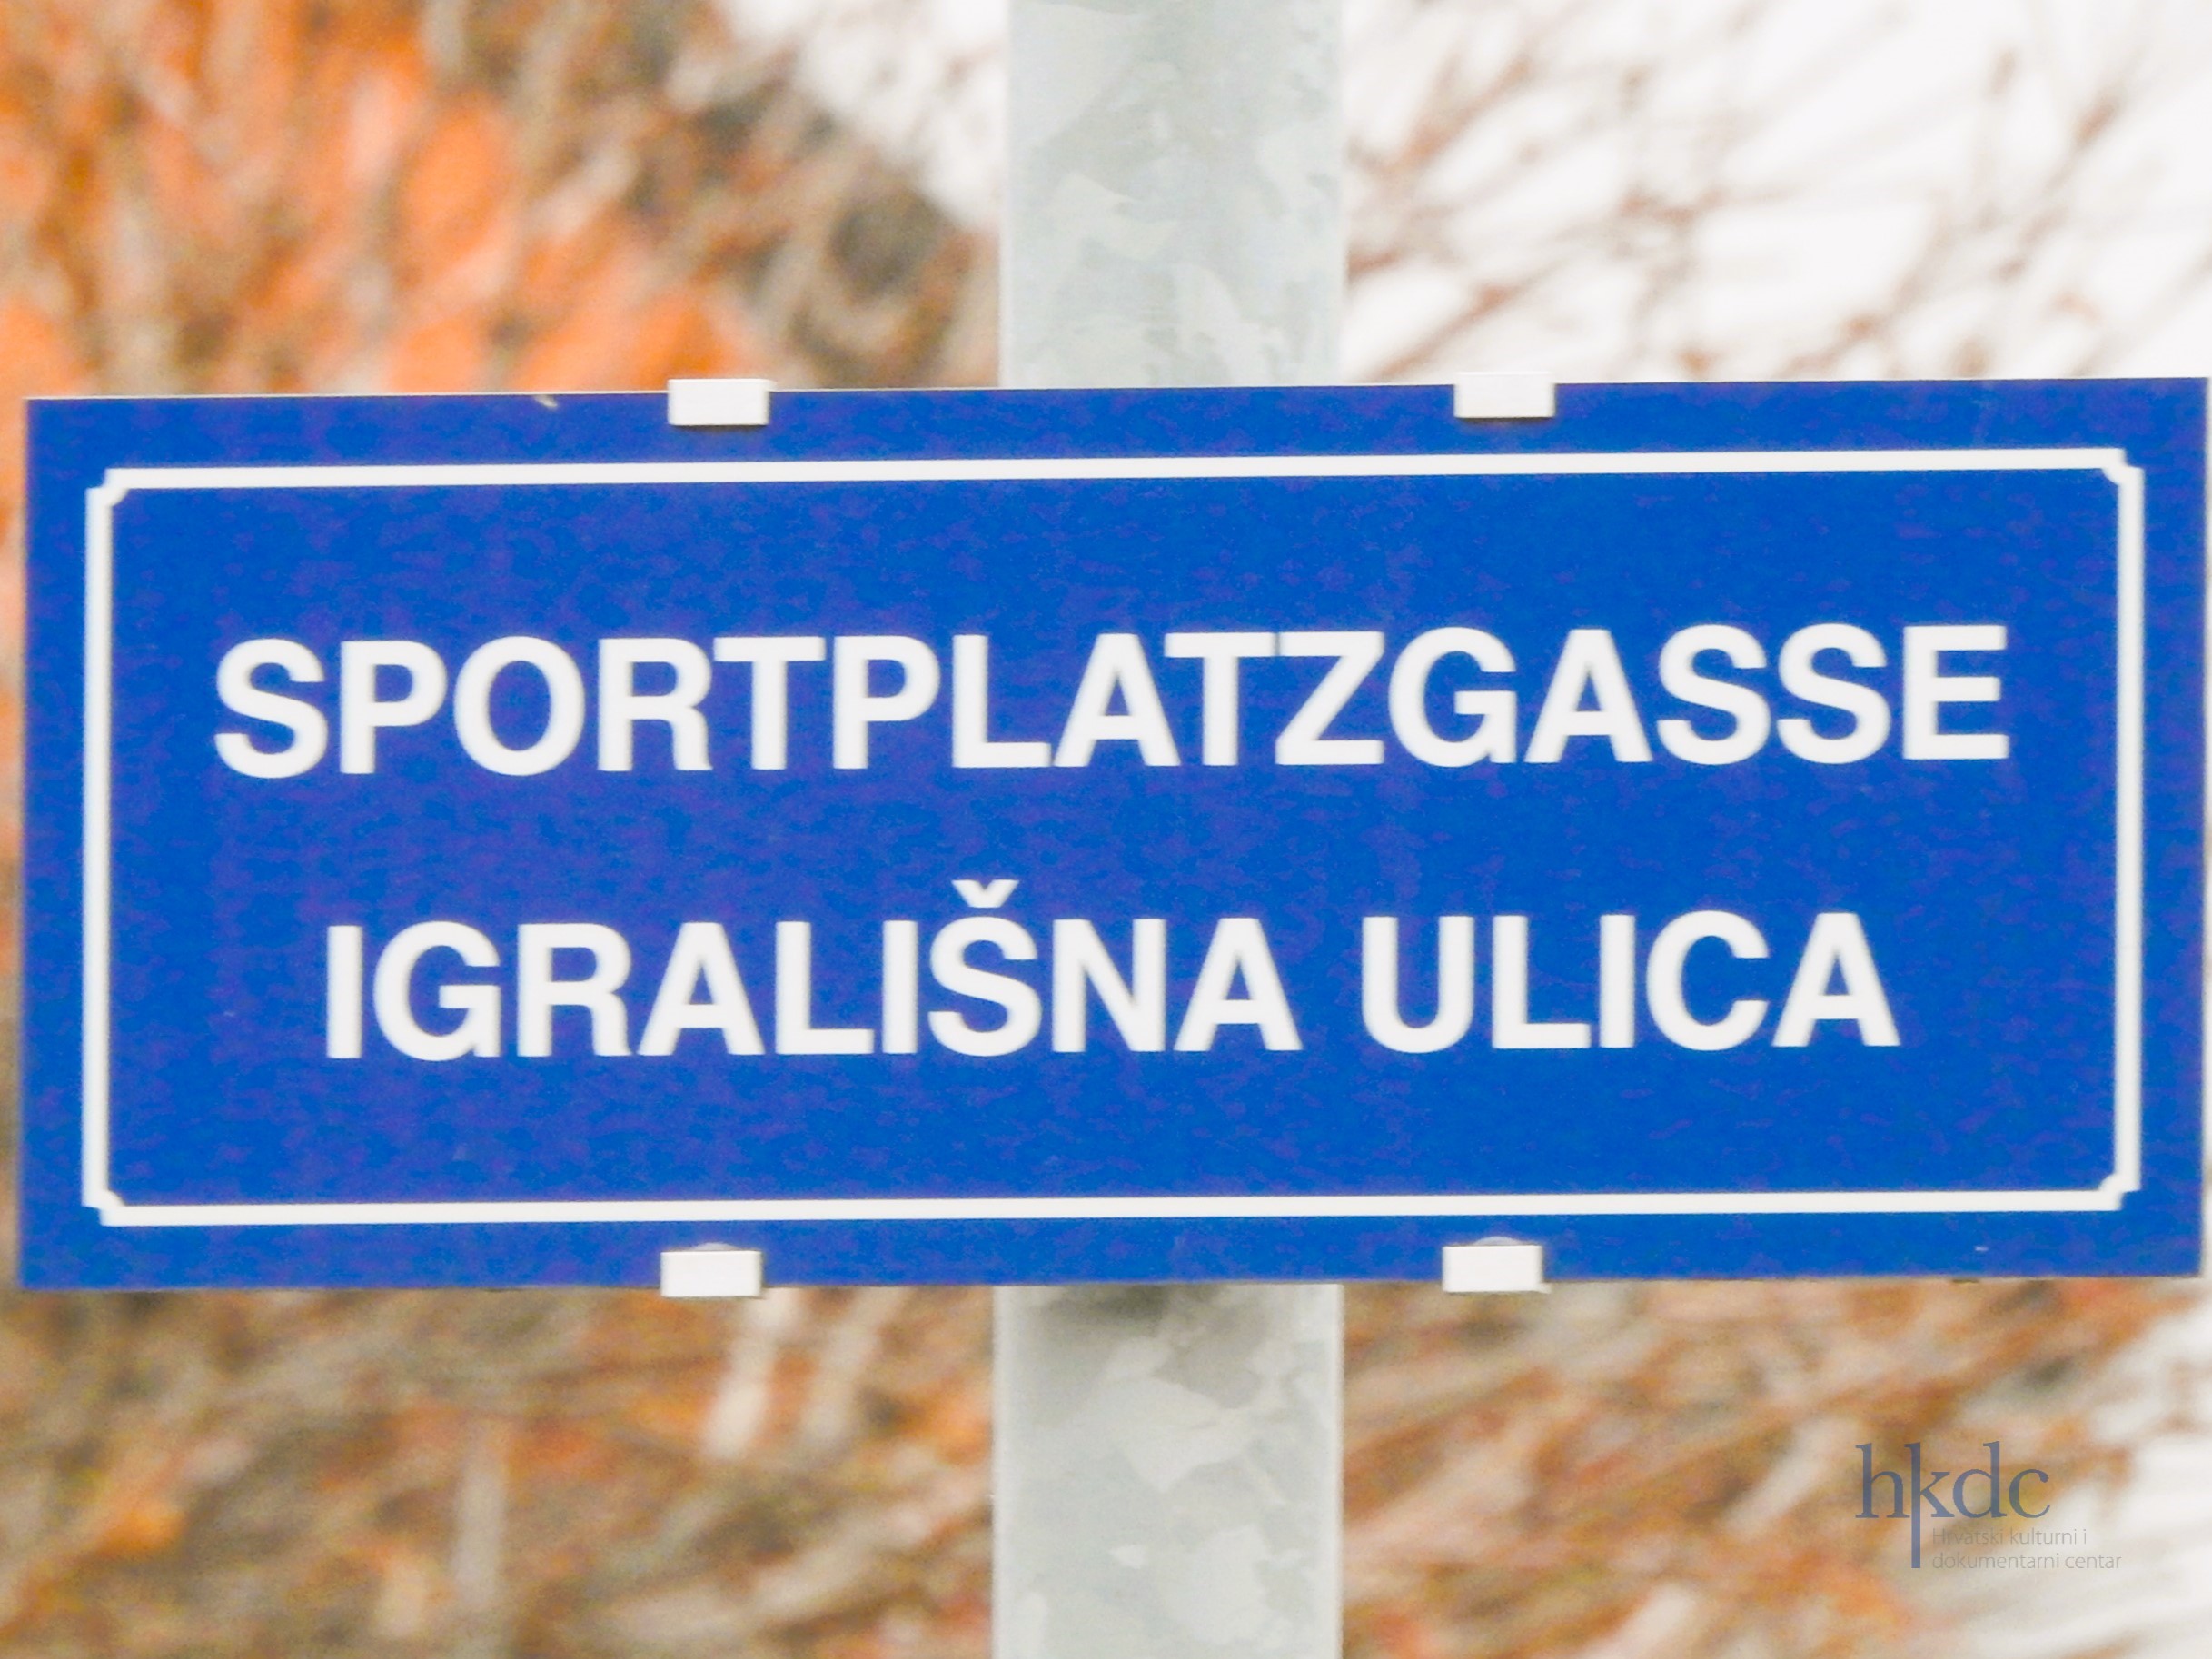 SPORTPLATZGASSE
IGRALIŠNA ULICA
hkdc
Hrvatski kulturni i
dokumentarni centar